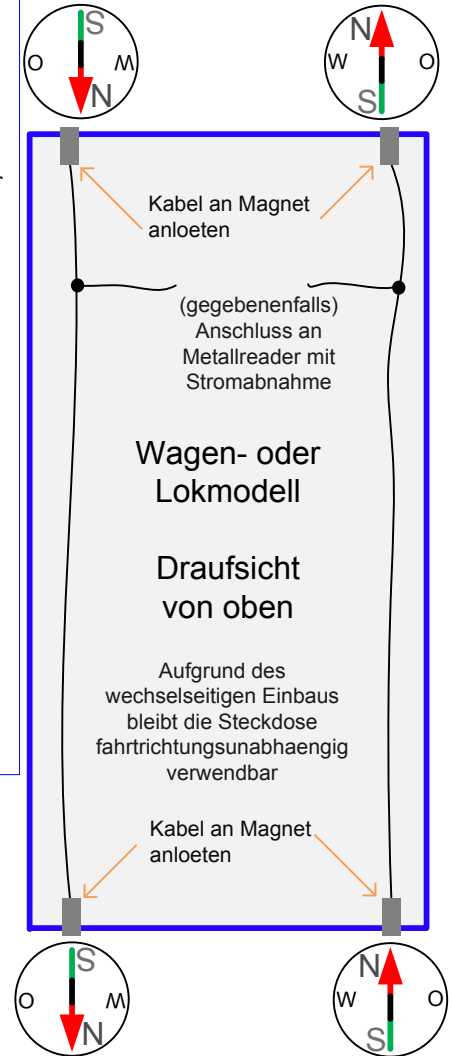 S
O W
N
N
W O
S
Kabel an Magnet
anloeten
(gegebenenfalls)
Anschluss an
Metallreader mit
Stromabnahme
Wagen- oder
Lokmodell
Draufsicht
von oben
Aufgrund des
wechselseitigen Einbaus
bleibt die Steckdose
fahrtrichtungsunabhaengig
verwendbar
Kabel an Magnet
anloeten
S
O W
N
N
W O
S